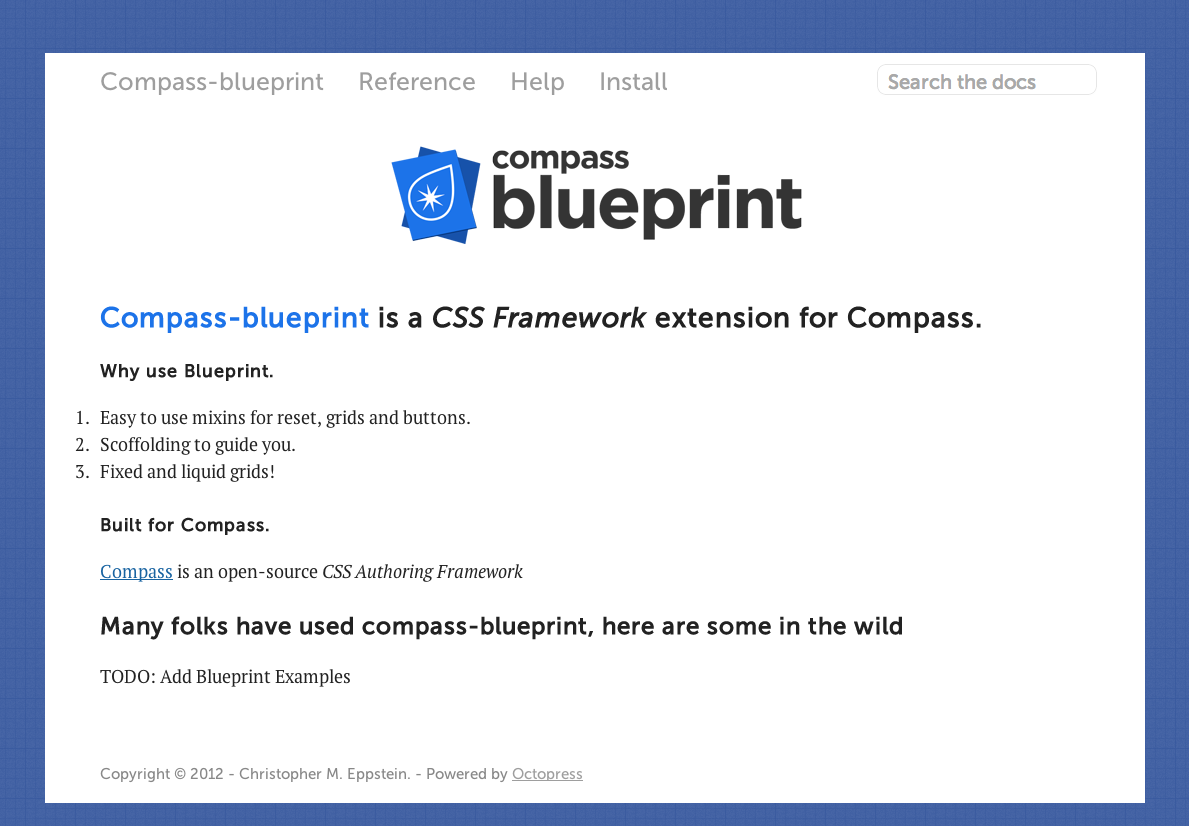 Compass-blueprint Reference Help Install Search the docs
compass
blueprint
Compass-blueprint is a CSS Framework extension for Compass.
Why use Blueprint.
1. Easy to use mixins for reset, grids and buttons.
2. Scoffolding to guide you.
3. Fixed and liquid grids!
Built for Compass.
Compass is an open-source CSS Authoring Framework
Many folks have used compass-blueprint, here are some in the wild
TODO: Add Blueprint Examples
Copyright © 2012 - Christopher M. Eppstein. - Powered by Octopress